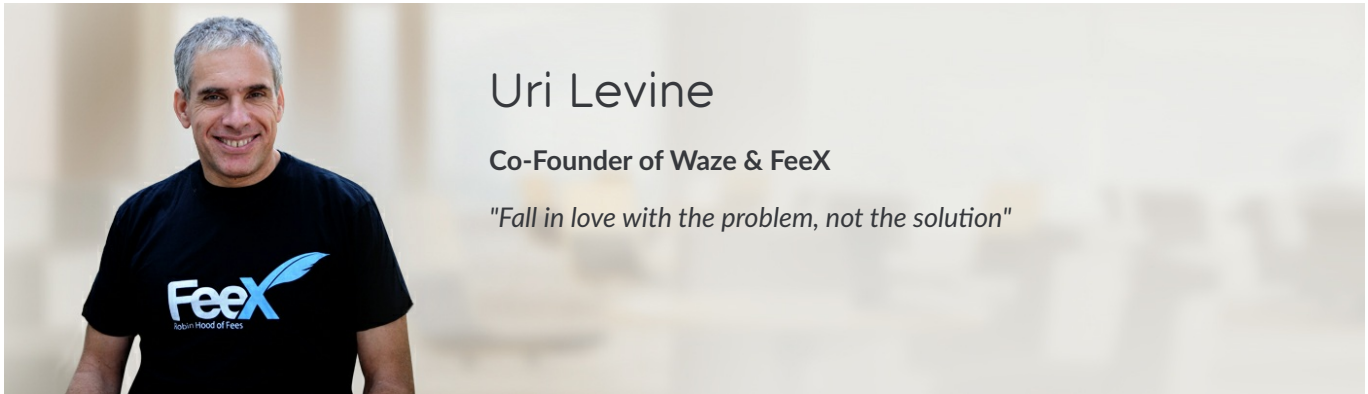 Uri Levine
Co-Founder of Waze & FeeX
"Fall in love with the problem, not the solution"
FeeX
Robin Hood of Fees